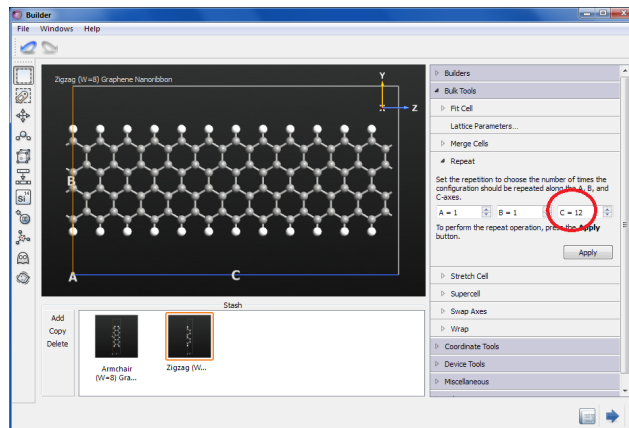 Builder
File Windows Help
Zigzag (W=8) Graphene Nanoribbon
Y
Z
B
A
C
Si
Stash
Add
Copy
Delete
Armchair
(W=8) Gra...
Zigzag (W...
Builders
Bulk Tools
Fit Cell
Lattice Parameters...
Merge Cells
Repeat
Set the repetition to choose the number of times the
configuration should be repeated along the A, B, and
C-axes.
A = 1 B = 1 C = 12
To perform the repeat operation, press the Apply
button.
Apply
Stretch Cell
Supercell
Swap Axes
Wrap
Coordinate Tools
Device Tools
Miscellaneous